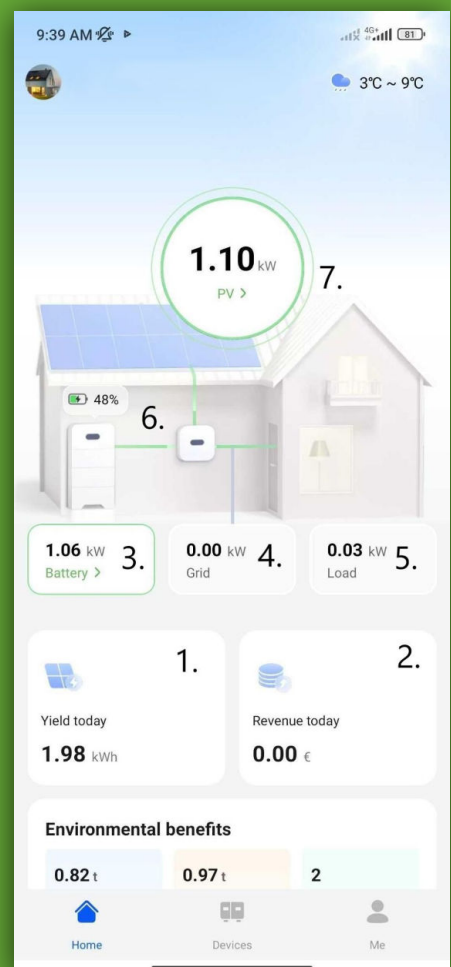 9:39 AM
4G+
81
3℃ ~ 9℃
1.10 kW
PV >
7.
48%
6.
1.06 kW
Battery >
3.
0.00 kW
Grid
4.
0.03 kW
Load
5.
1.
Yield today
1.98 kWh
2.
Revenue today
0.00 €
Environmental benefits
0.82 t
0.97 t
2
Home
Devices
Me